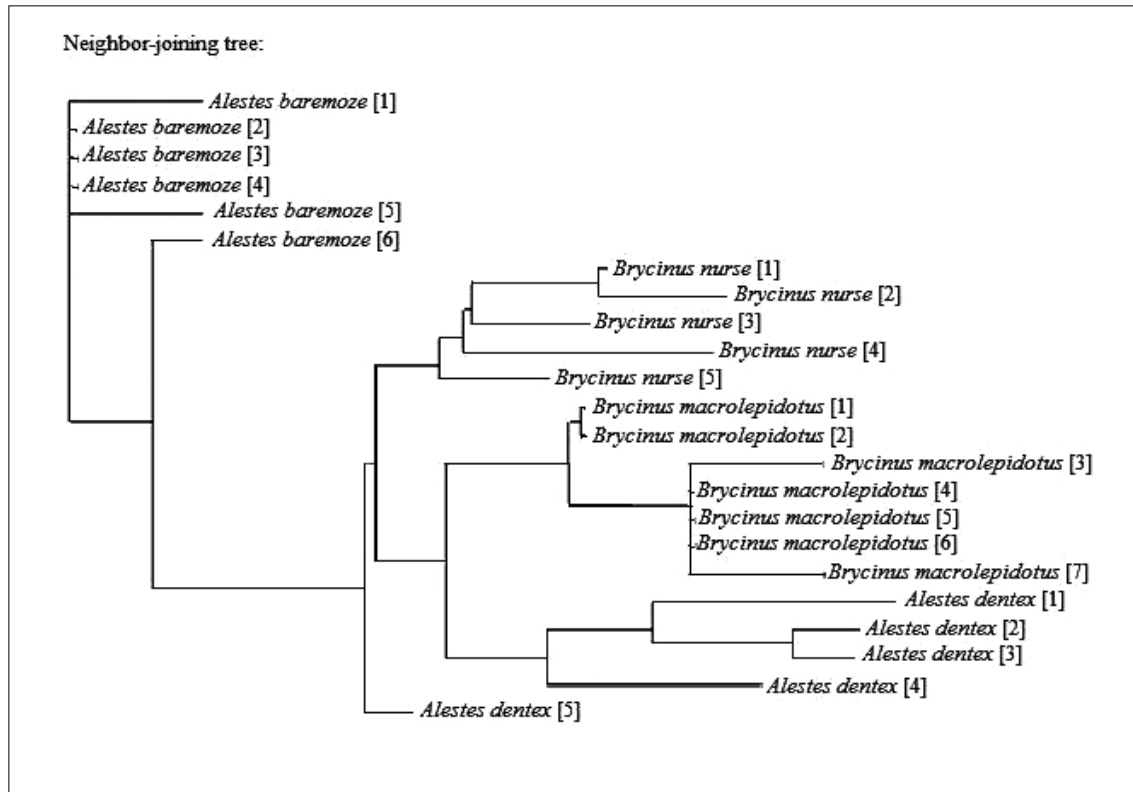 Neighbor-joining tree:
Alestes baremoze [1]
Alestes baremoze [2]
Alestes baremoze [3]
Alestes baremoze [4]
Alestes baremoze [5]
Alestes baremoze [6]
Brycinus nurse [1]
Brycinus nurse [2]
Brycinus nurse [3]
Brycinus nurse [4]
Brycinus nurse [5]
Brycinus macrolepidotus [1]
Brycinus macrolepidotus [2]
Brycinus macrolepidotus [3]
Brycinus macrolepidotus [4]
Brycinus macrolepidotus [5]
Brycinus macrolepidotus [6]
Brycinus macrolepidotus [7]
Alestes dentex [1]
Alestes dentex [2]
Alestes dentex [3]
Alestes dentex [4]
Alestes dentex [5]